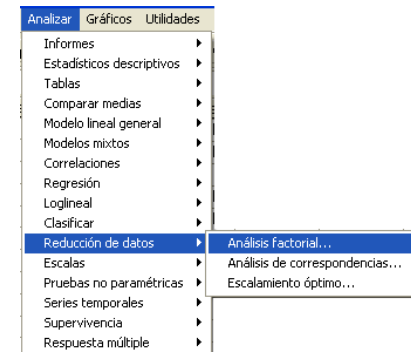 Analizar Gráficos Utilidades
Informes
Estadísticos descriptivos
Tablas
Comparar medias
Modelo lineal general
Modelos mixtos
Correlaciones
Regresión
Loglineal
Clasificar
Reducción de datos
Análisis factorial...
Escalas
Análisis de correspondencias...
Pruebas no paramétricas
Escalamiento óptimo...
Series temporales
Supervivencia
Respuesta múltiple